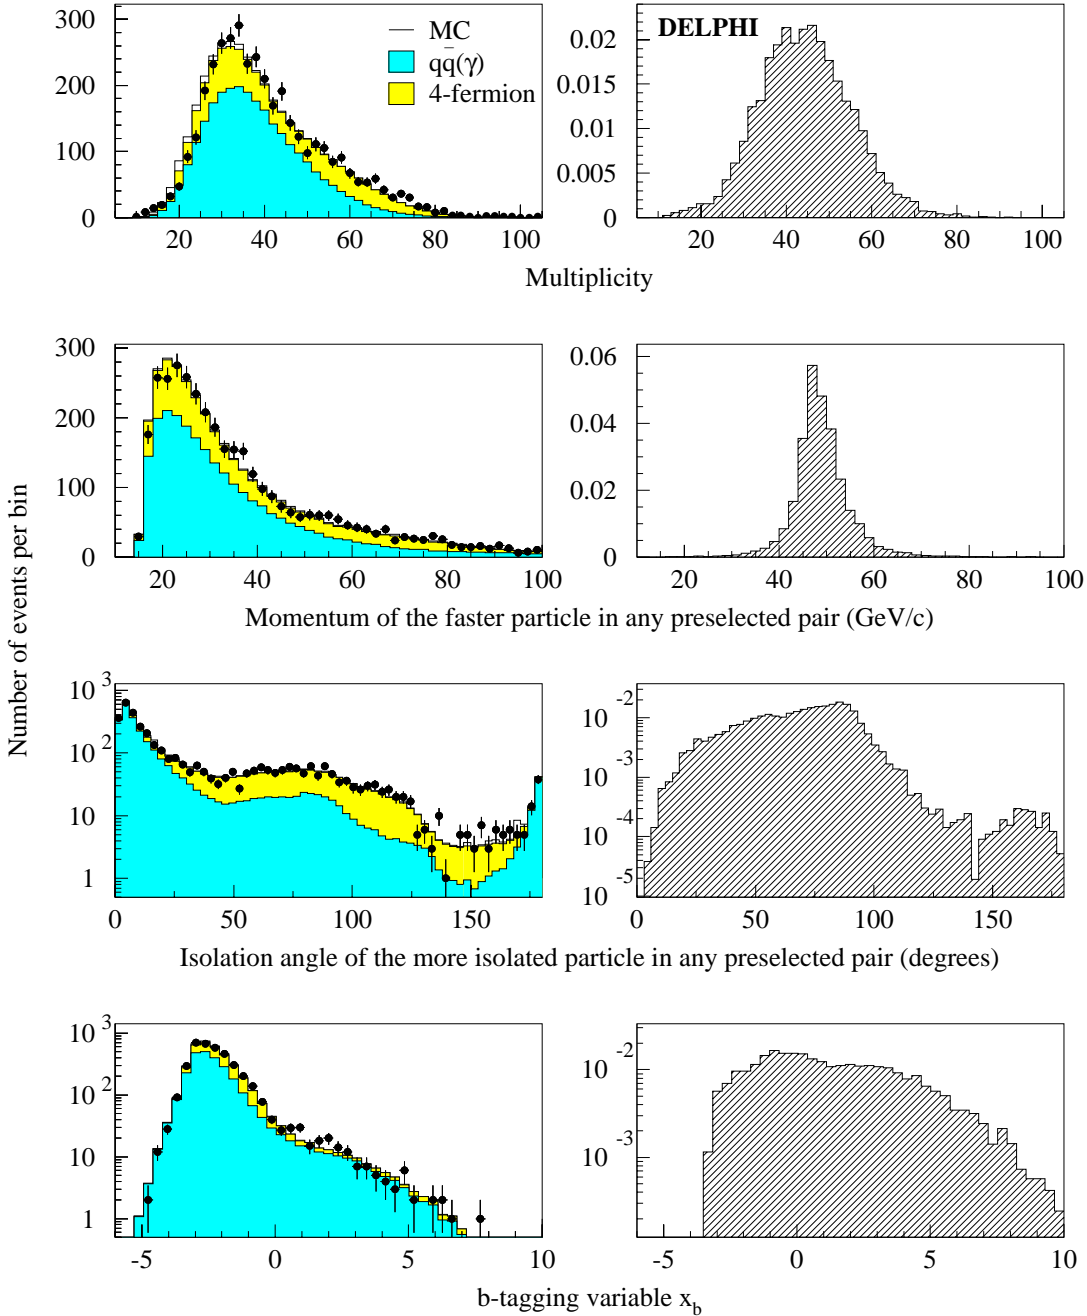 300
200
100
0
20 40 60 80 100
MC
qq̄(γ)
4-fermion
DELPHI
0.02
0.015
0.01
0.005
0
20 40 60 80 100
Multiplicity
300
200
100
0
20 40 60 80 100
0.06
0.04
0.02
0
20 40 60 80 100
Momentum of the faster particle in any preselected pair (GeV/c)
Number of events per bin
10³
10²
10
1
0 50 100 150
10⁻²
10⁻³
10⁻⁴
10⁻⁵
0 50 100 150
Isolation angle of the more isolated particle in any preselected pair (degrees)
10³
10²
10
1
-5 0 5 10
10⁻²
10⁻³
-5 0 5 10
b-tagging variable x_b